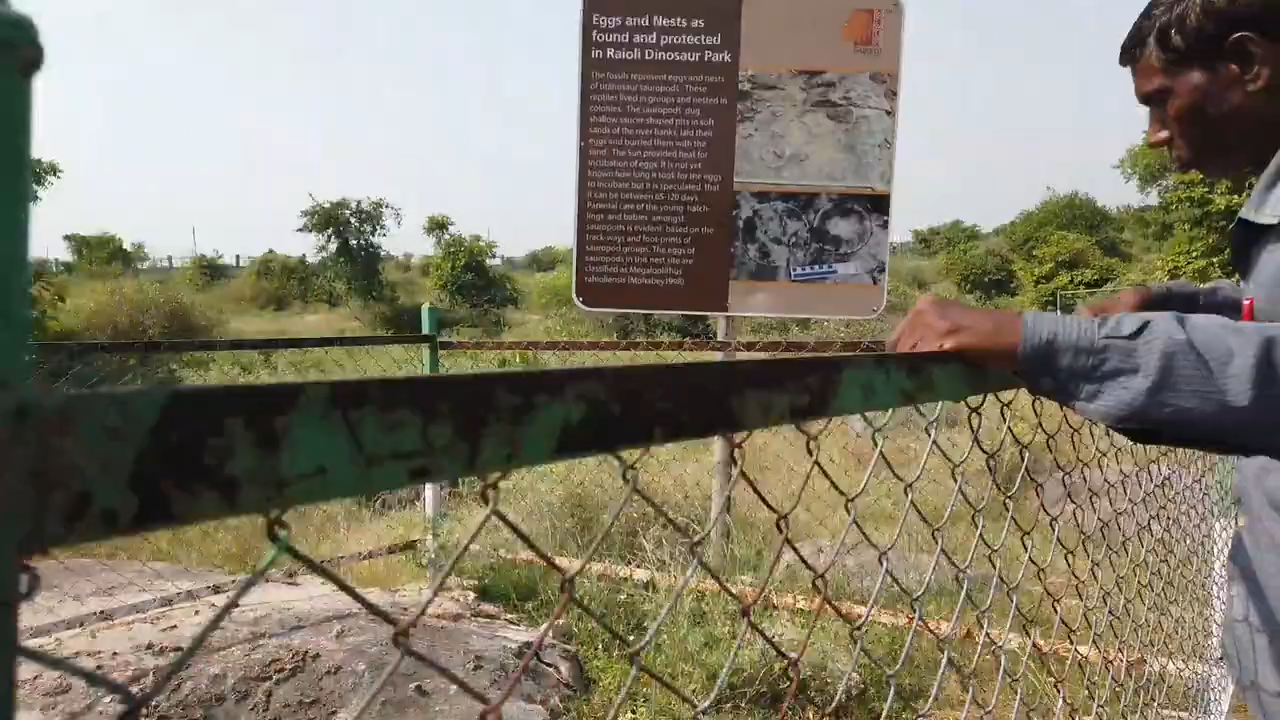 Eggs and Nests as
found and protected
in Raioli Dinosaur Park
The fossils represent eggs and nests
of titanosaur sauropods. These
reptiles lived in groups and nested in
colonies. The sauropods dug
shallow saucer-shaped pits in soft
sands of the river banks, laid their
eggs and burried them with the
sand. The Sun provided heat for
incubation of eggs. It is not yet
known how long it took for the eggs
to incubate but it is speculated, that
it can be between 65-120 days.
Parental care of the young hatch-
lings and babies amongst
sauropods is evident, based on the
track-ways and foot-prints of
sauropod groups. The eggs of
sauropods in this nest site are
classified as Megaloolithus
rahioliensis (Mohabey1998)